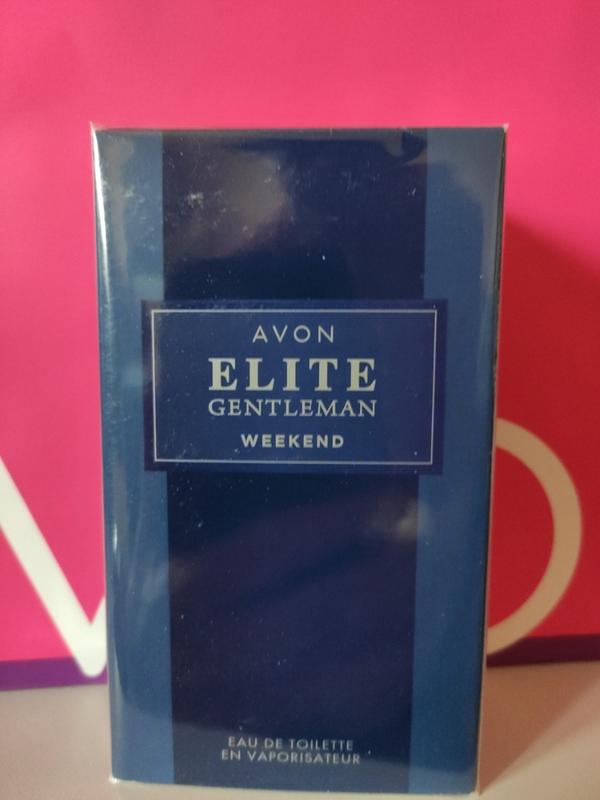 AVON
ELITE
GENTLEMAN
WEEKEND
EAU DE TOILETTE
EN VAPORISATEUR